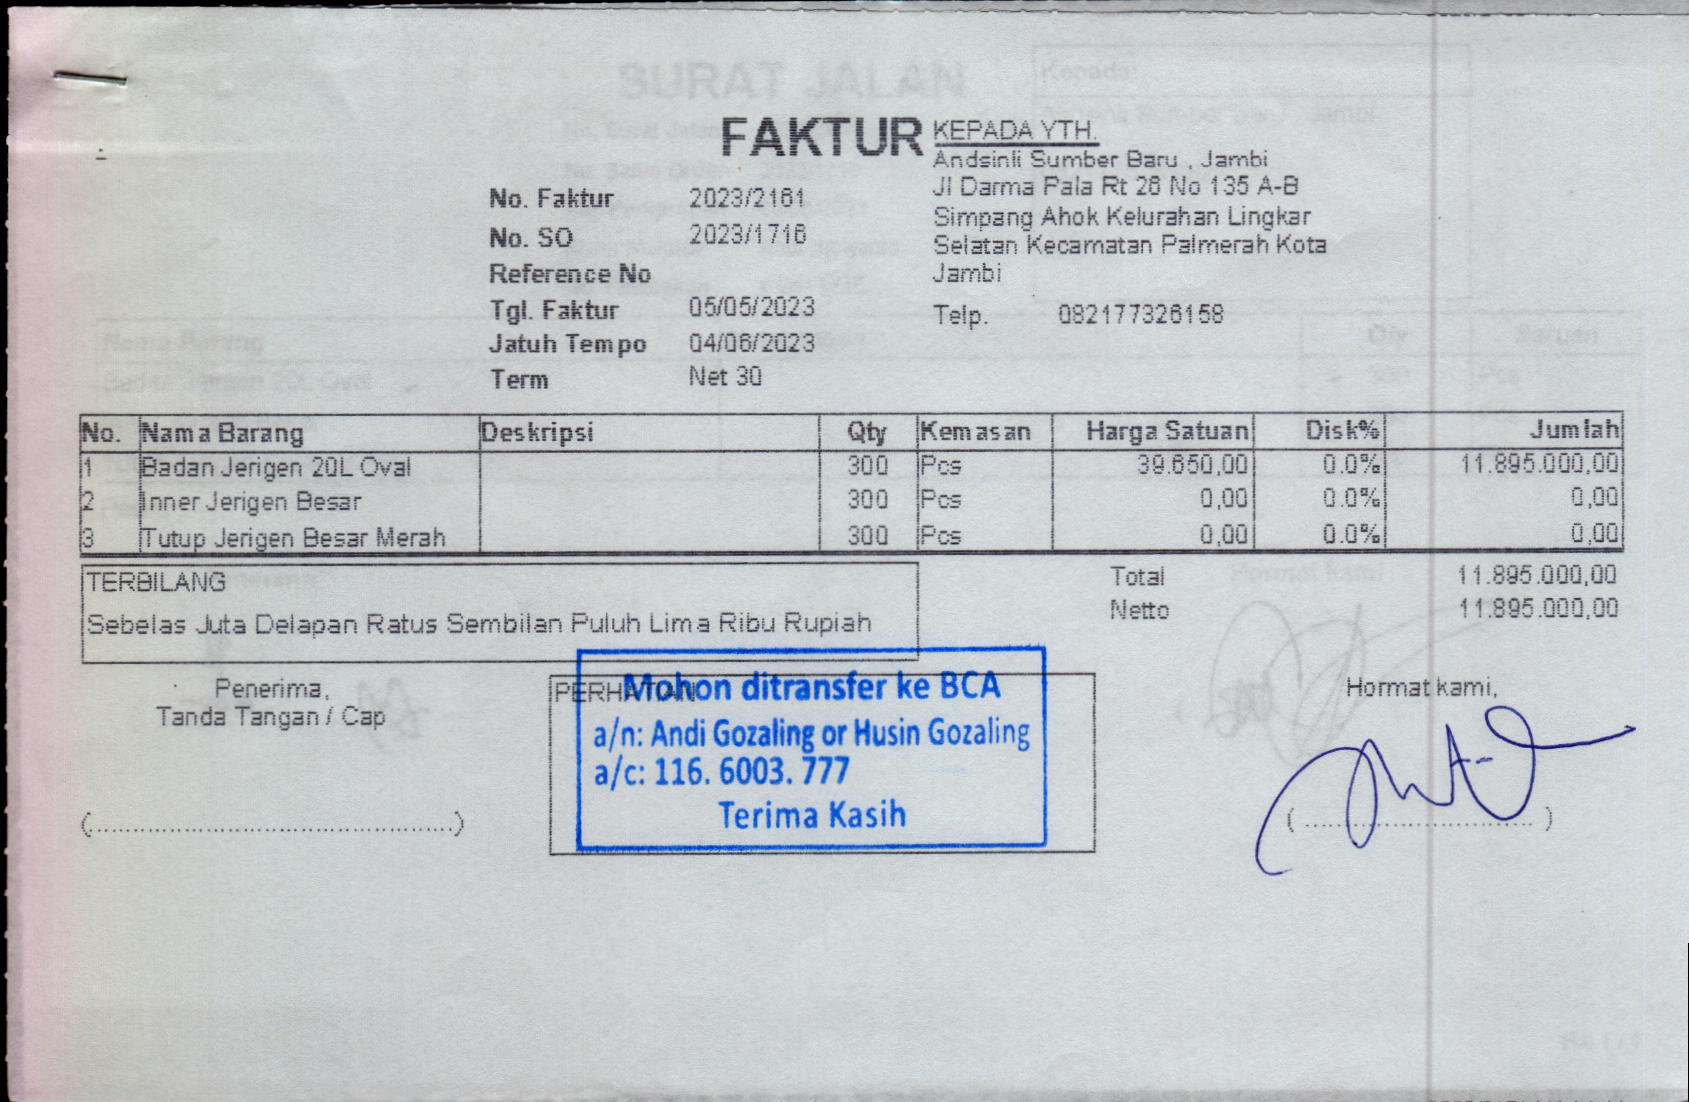 FAKTUR
KEPADA YTH.
Andsinli Sumber Baru , Jambi
Jl Darma Pala Rt 26 No 135 A-B
Simpang Ahok Kelurahan Lingkar
Selatan Kecamatan Palmerah Kota
Jambi
Telp. 082177326158
No. Faktur 2023/2161
No. SO 2023/1716
Reference No
Tgl. Faktur 05/05/2023
Jatuh Tempo 04/06/2023
Term Net 30
No. Nama Barang Deskripsi Qty Kemasan Harga Satuan Disk% Jumlah
1 Badan Jerigen 20L Oval 300 Pcs 39.650,00 0.0% 11.895.000,00
2 Inner Jerigen Besar 300 Pcs 0,00 0.0% 0,00
3 Tutup Jerigen Besar Merah 300 Pcs 0,00 0.0% 0,00
TERBILANG
Sebelas Juta Delapan Ratus Sembilan Puluh Lima Ribu Rupiah
Total 11.895.000,00
Netto 11.895.000,00
Penerima,
Tanda Tangan / Cap
(..............................................)
PERHATIAN
Mohon ditransfer ke BCA
a/n: Andi Gozaling or Husin Gozaling
a/c: 116. 6003. 777
Terima Kasih
Hormat kami,
( ................................ )
SURAT JALAN
Kepada: